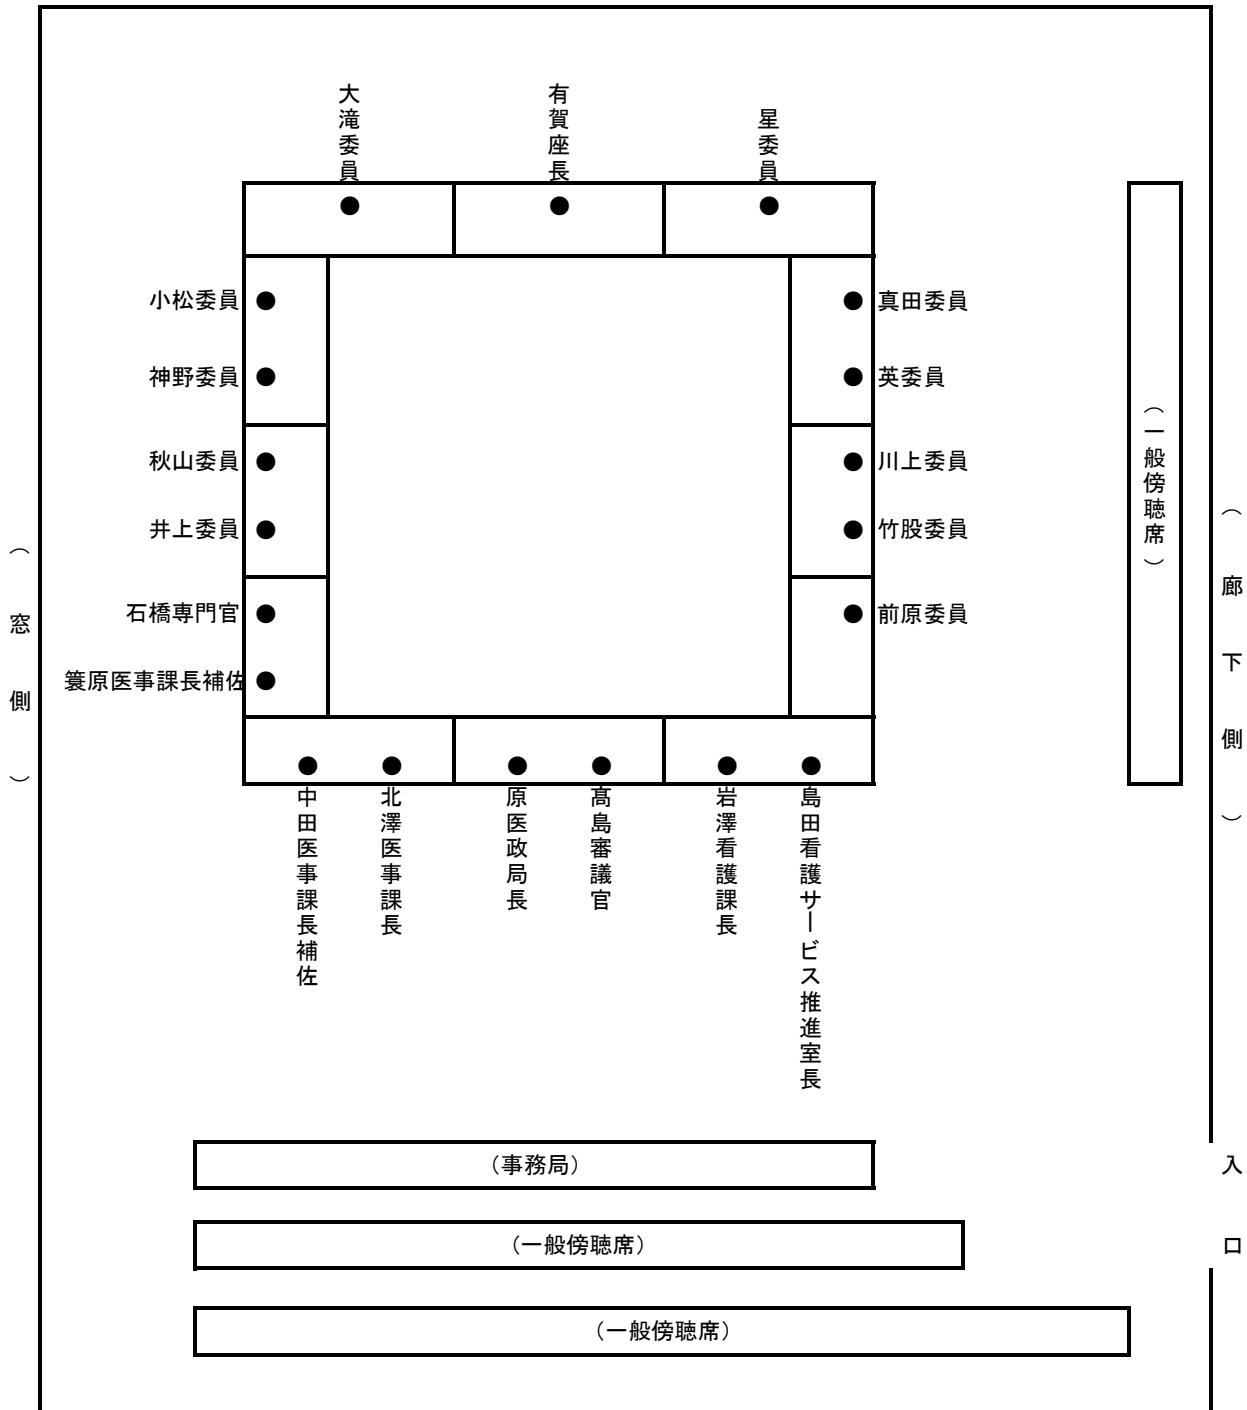 大滝委員
有賀座長
星委員
小松委員
真田委員
神野委員
英委員
秋山委員
川上委員
井上委員
竹股委員
石橋専門官
前原委員
簑原医事課長補佐
中田医事課長補佐
北澤医事課長
原医政局長
髙島審議官
岩澤看護課長
島田看護サービス推進室長
（一般傍聴席）
（窓側）
（廊下側）
（事務局）
入口
（一般傍聴席）
（一般傍聴席）